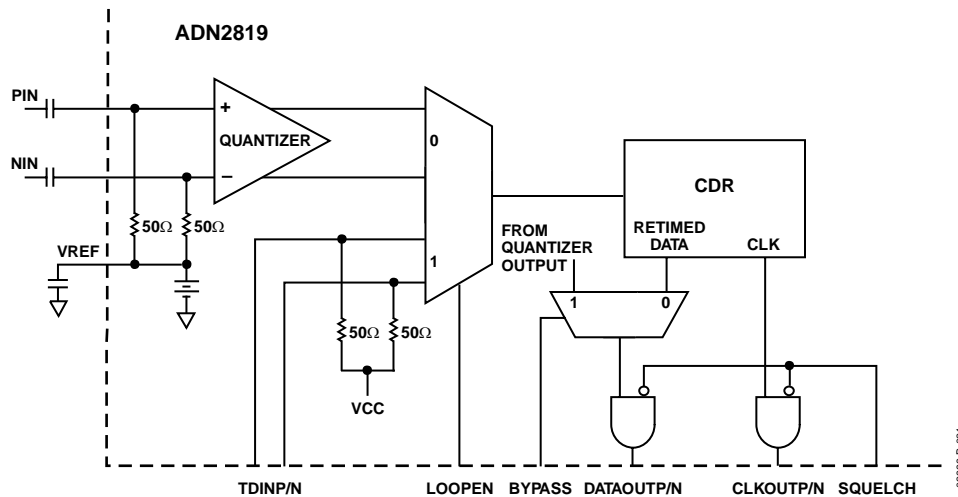 ADN2819
PIN
+
QUANTIZER
0
NIN
−
CDR
50Ω 50Ω
FROM
QUANTIZER
OUTPUT
RETIMED
DATA
CLK
VREF
1
1 0
50Ω 50Ω
VCC
TDINP/N LOOPEN BYPASS DATAOUTP/N CLKOUTP/N SQUELCH